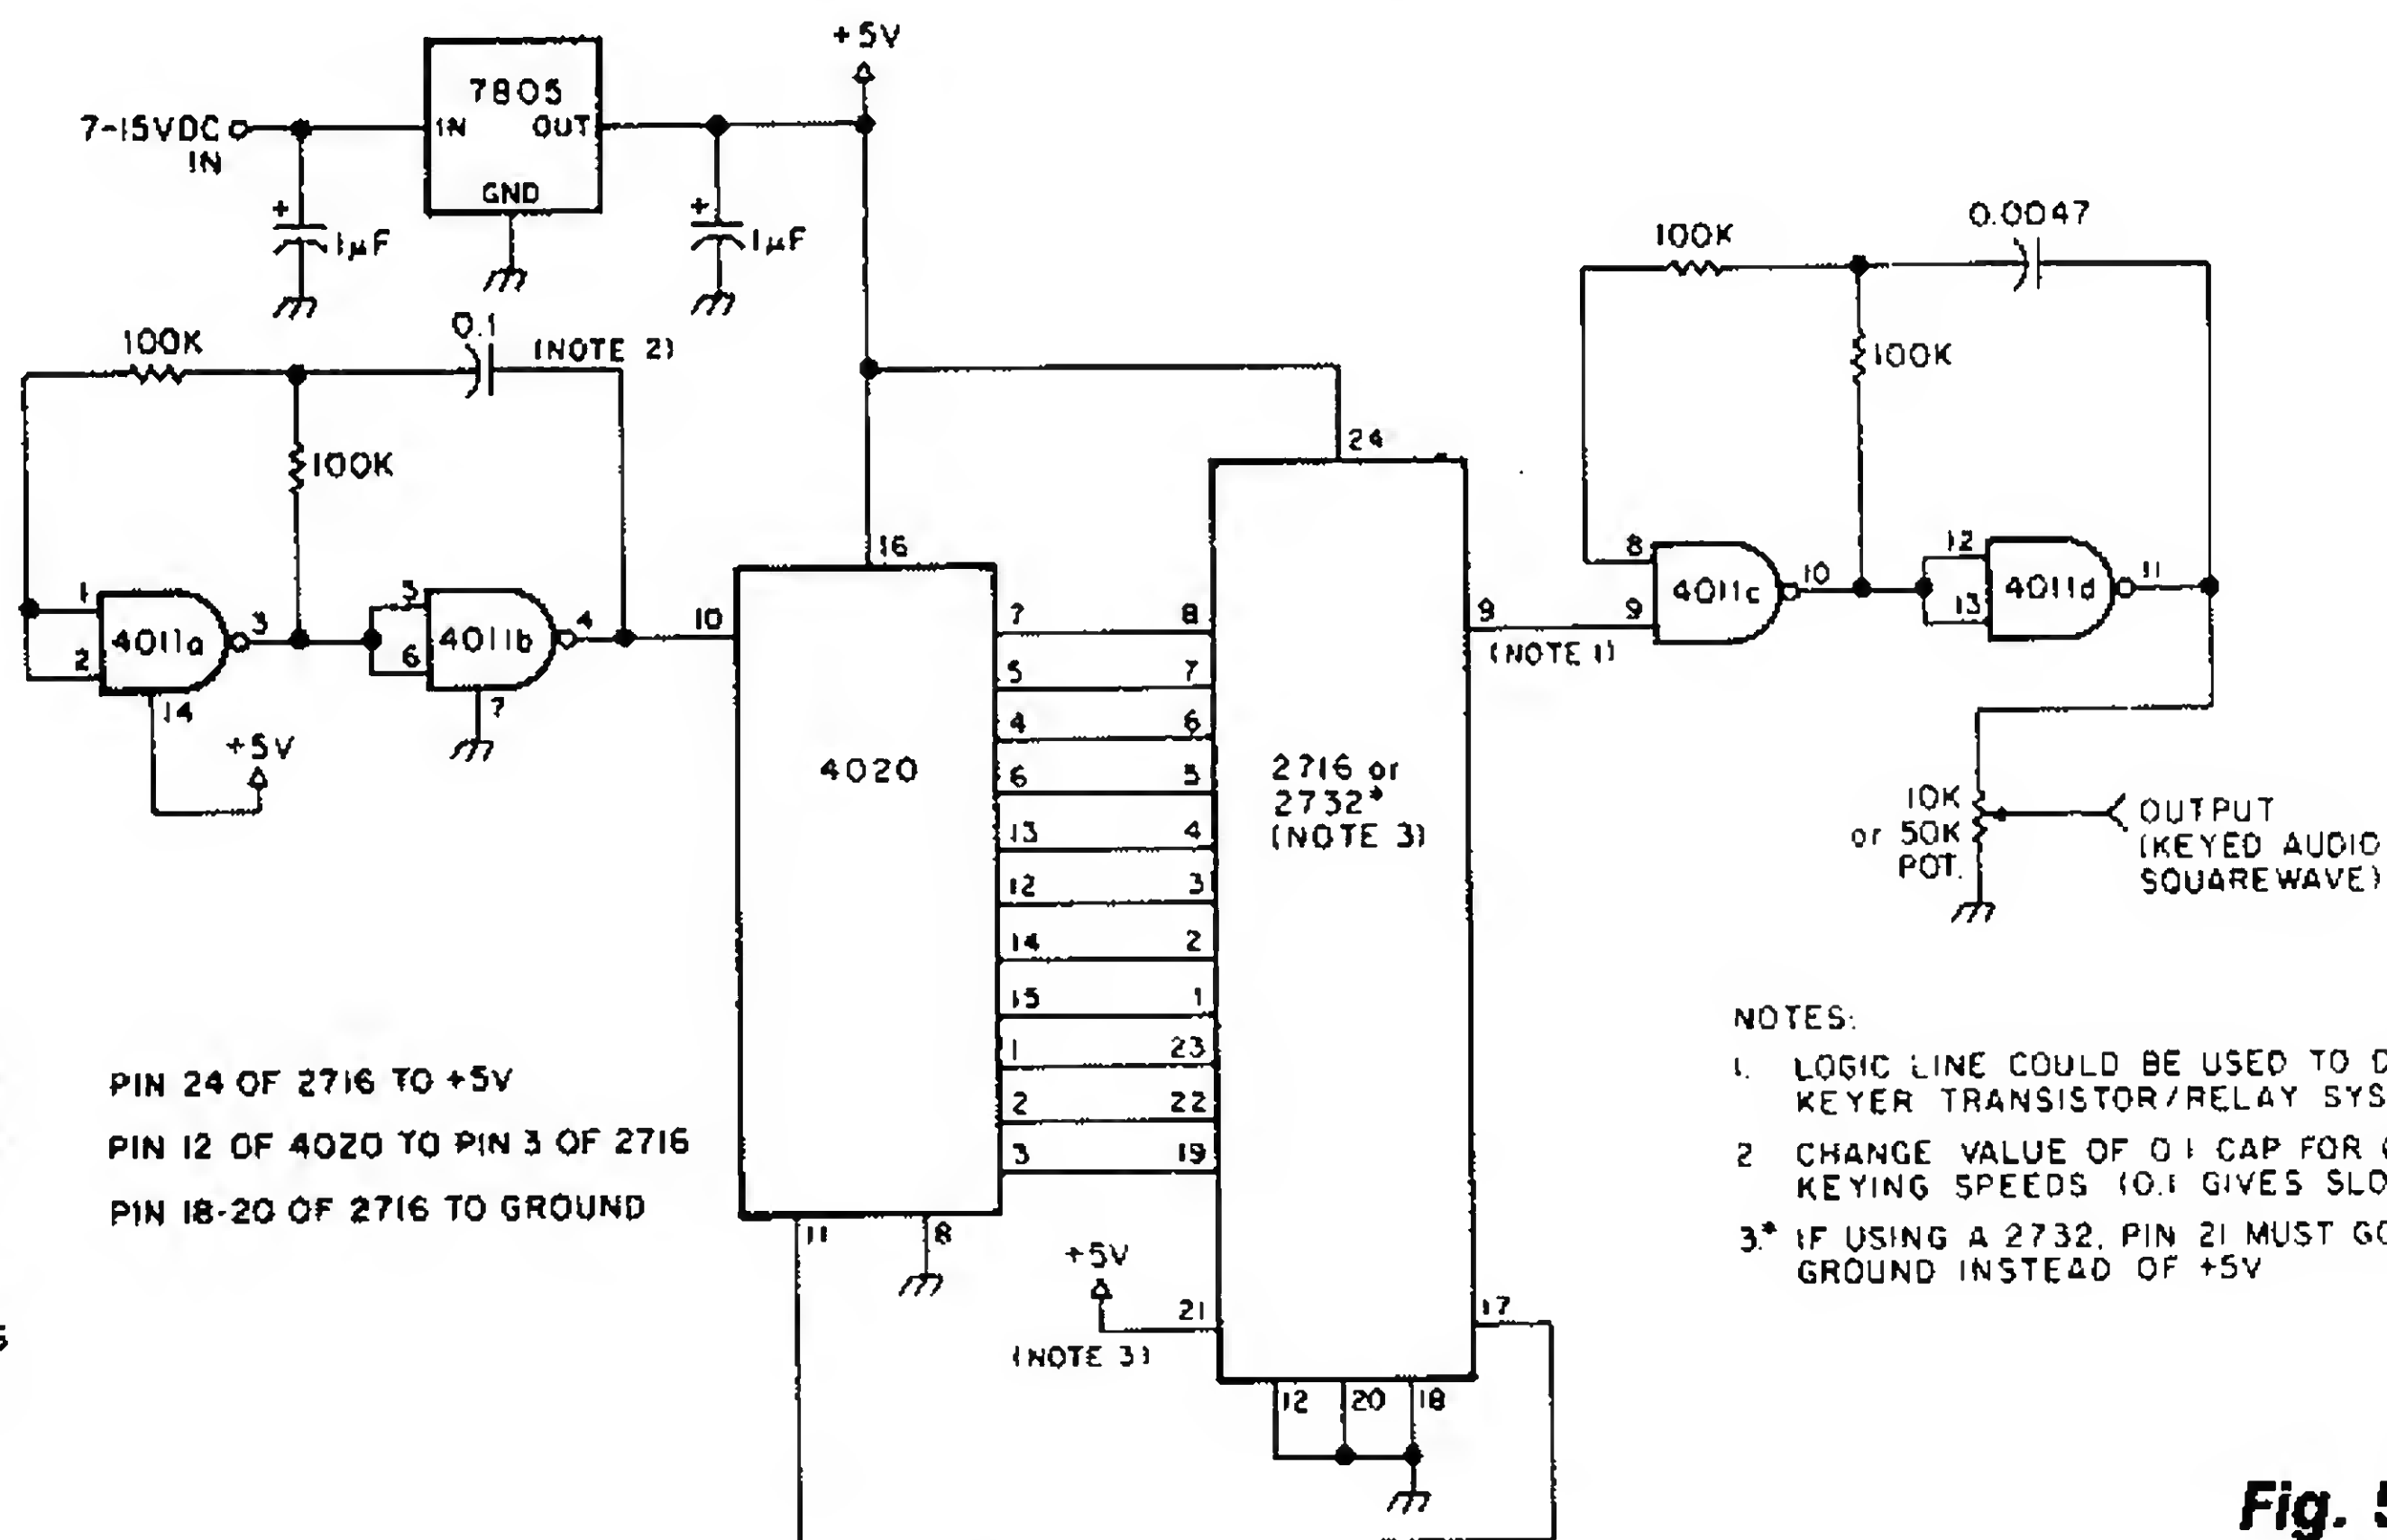 +5V
7805
7-15VDC
IN
IN
OUT
GND
+
1µF
+
1µF
100K
0.1
(NOTE 2)
100K
1
2
4011a
3
14
+5V
5
6
4011b
4
7
10
16
4020
7
5
4
6
13
12
14
15
1
2
3
11
8
24
8
7
6
5
4
3
2
1
23
22
19
2716 or
2732*
(NOTE 3)
9
(NOTE 1)
+5V
21
(NOTE 3)
17
12
20
18
100K
0.0047
100K
8
9
4011c
10
12
13
4011d
11
10K
or 50K
POT.
OUTPUT
(KEYED AUDIO
SQUAREWAVE)
PIN 24 OF 2716 TO +5V
PIN 12 OF 4020 TO PIN 3 OF 2716
PIN 18-20 OF 2716 TO GROUND
NOTES:
1. LOGIC LINE COULD BE USED TO
KEYER TRANSISTOR/RELAY
2 CHANGE VALUE OF 0.1 CAP FOR
KEYING SPEEDS (0.1 GIVES
3.* IF USING A 2732, PIN 21 MUST GO
GROUND INSTEAD OF +5V
Fig. 5